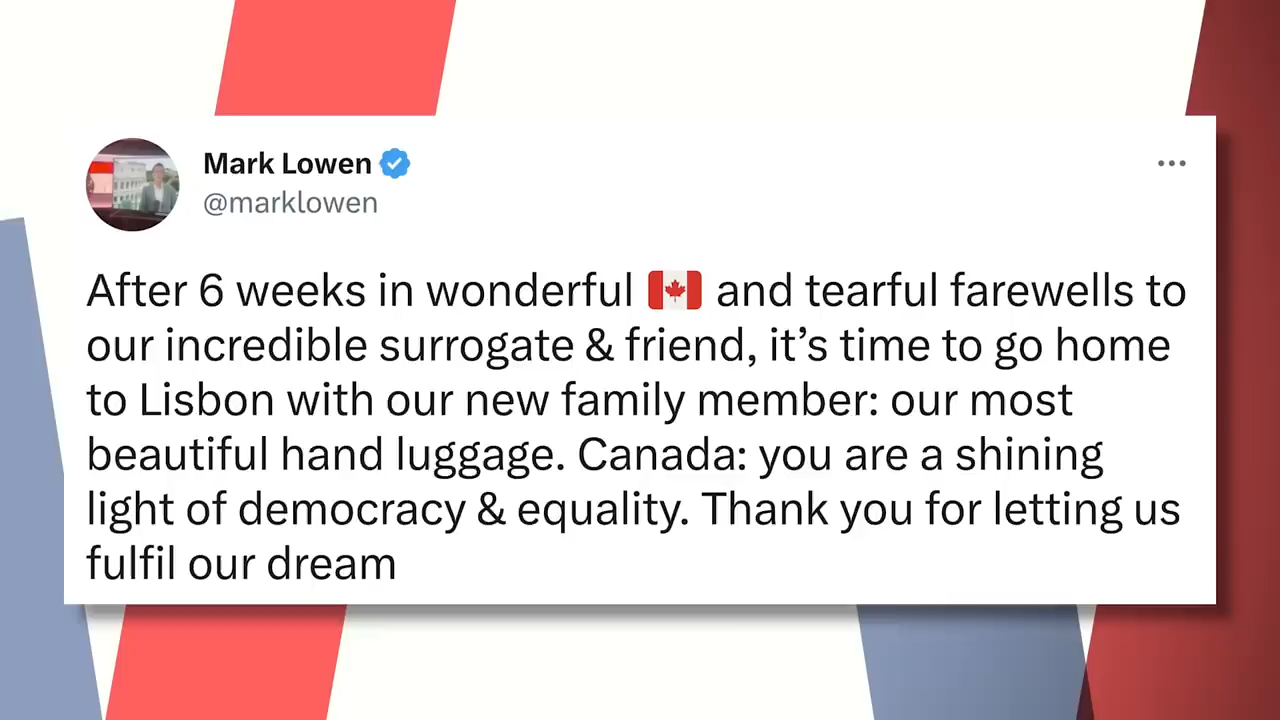 Mark Lowen
@marklowen
After 6 weeks in wonderful 🇨🇦 and tearful farewells to
our incredible surrogate & friend, it’s time to go home
to Lisbon with our new family member: our most
beautiful hand luggage. Canada: you are a shining
light of democracy & equality. Thank you for letting us
fulfil our dream